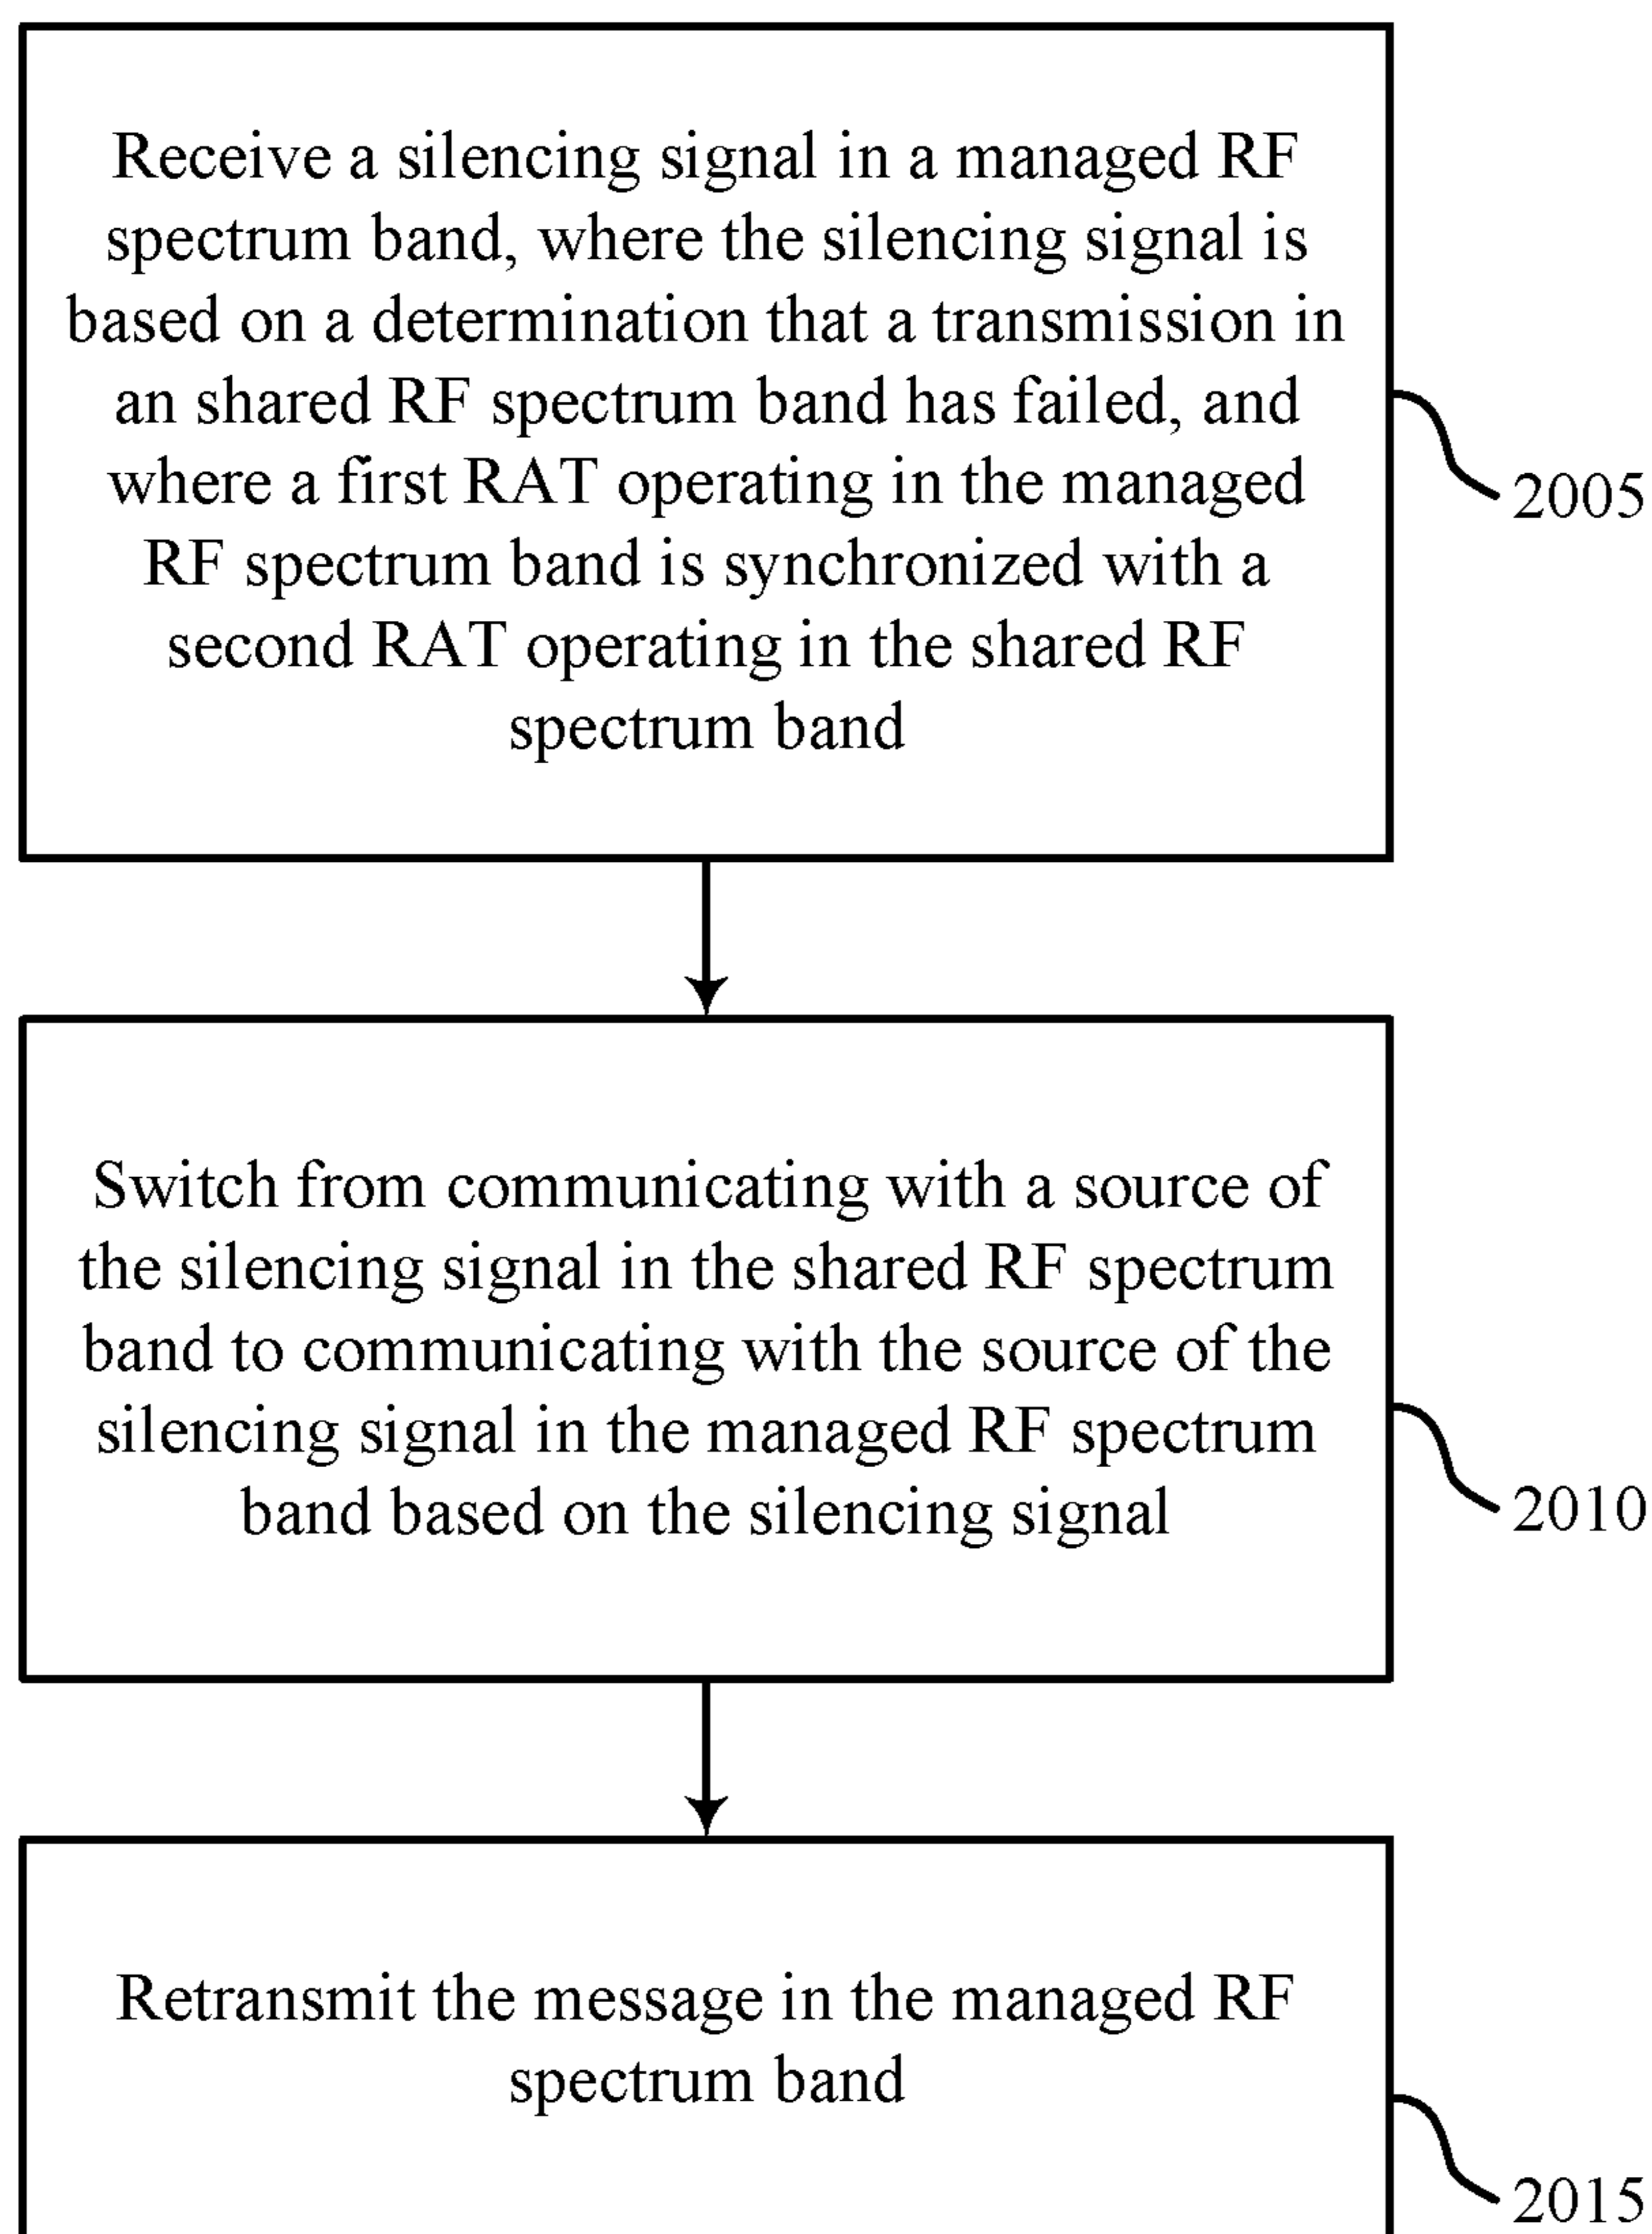 Receive a silencing signal in a managed RF
spectrum band, where the silencing signal is
based on a determination that a transmission in
an shared RF spectrum band has failed, and
where a first RAT operating in the managed
RF spectrum band is synchronized with a
second RAT operating in the shared RF
spectrum band
2005
Switch from communicating with a source of
the silencing signal in the shared RF spectrum
band to communicating with the source of the
silencing signal in the managed RF spectrum
band based on the silencing signal
2010
Retransmit the message in the managed RF
spectrum band
2015